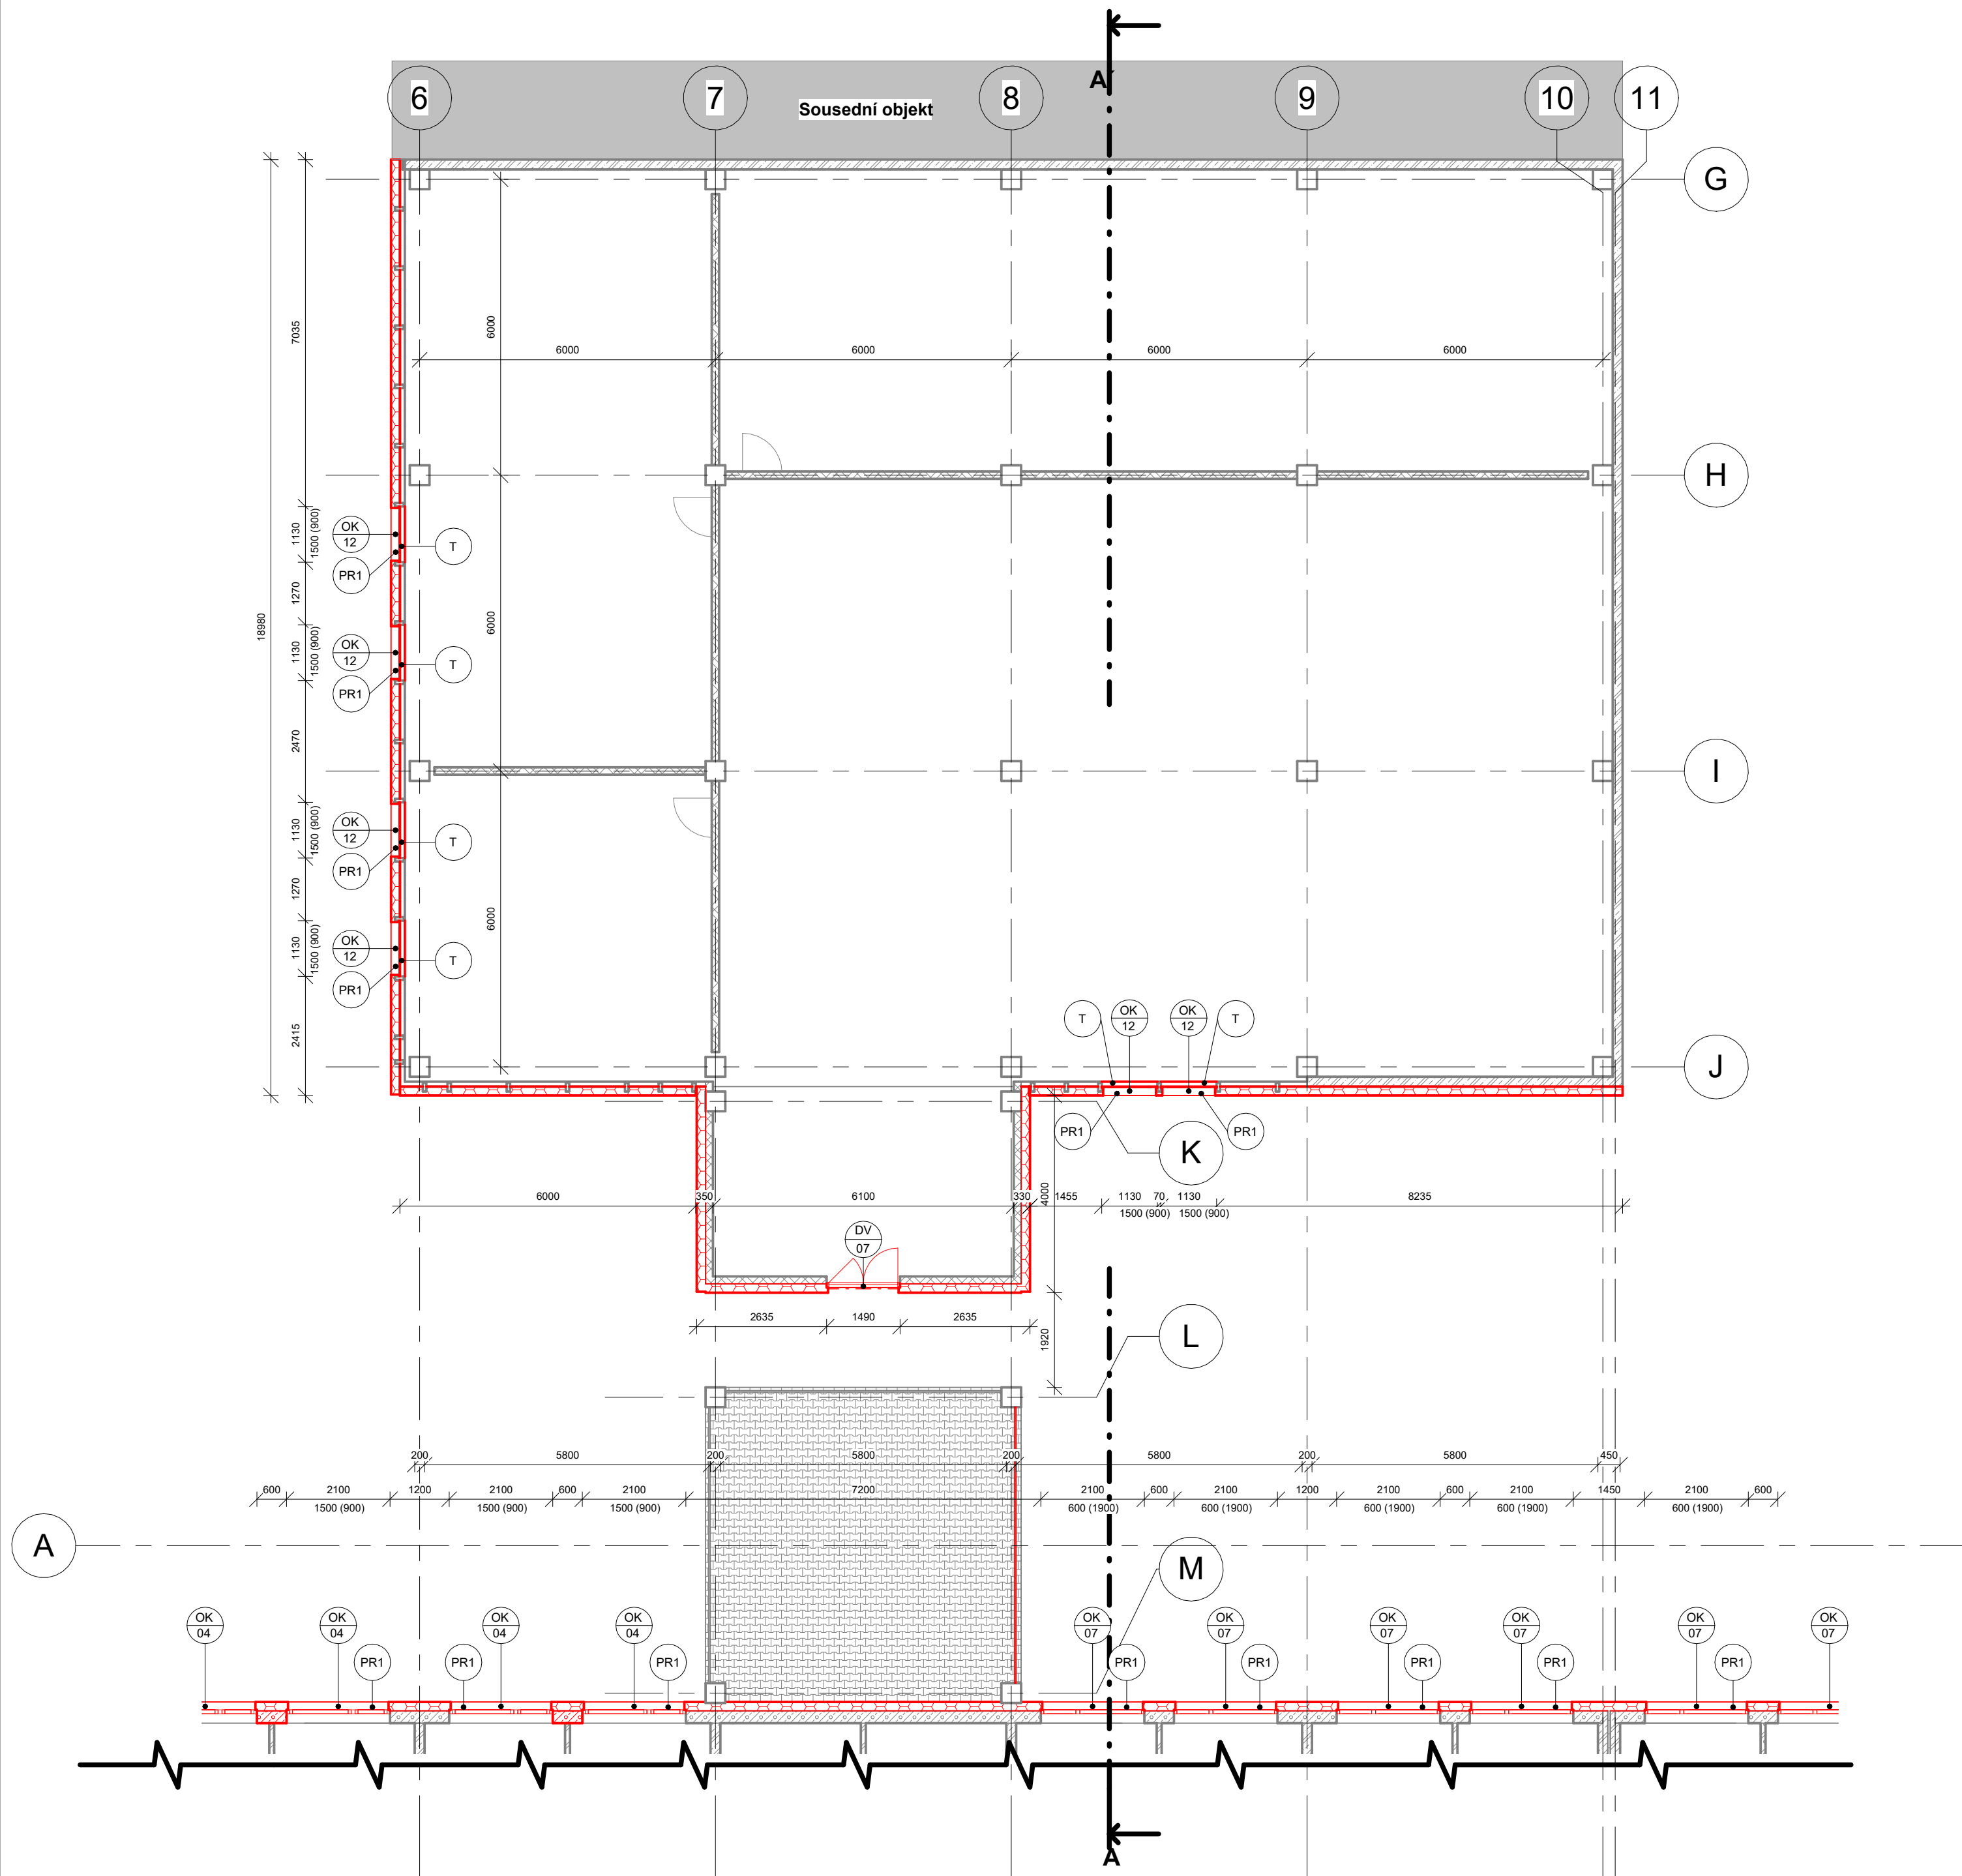 A´
6
7
8
9
10
11
Sousední objekt
G
7035
6000
6000
6000
6000
6000
H
OK
12
1130
1500 (900)
T
PR1
1270
18980
OK
12
1130
1500 (900)
6000
T
PR1
2470
I
OK
12
1130
1500 (900)
T
PR1
1270
6000
OK
12
1130
1500 (900)
T
PR1
2415
T
OK
12
OK
12
T
J
PR1
PR1
K
6000
350
6100
330
4000
1455
1130
70
1130
8235
1500 (900)
1500 (900)
DV
07
2635
1490
2635
1920
L
200
5800
200
5800
200
5800
200
5800
450
600
2100
1200
2100
600
2100
7200
2100
600
2100
1200
2100
600
2100
1450
2100
600
1500 (900)
1500 (900)
1500 (900)
600 (1900)
600 (1900)
600 (1900)
600 (1900)
600 (1900)
A
M
OK
04
OK
04
OK
04
OK
04
OK
07
OK
07
OK
07
OK
07
OK
07
OK
07
PR1
PR1
PR1
PR1
PR1
PR1
PR1
PR1
A